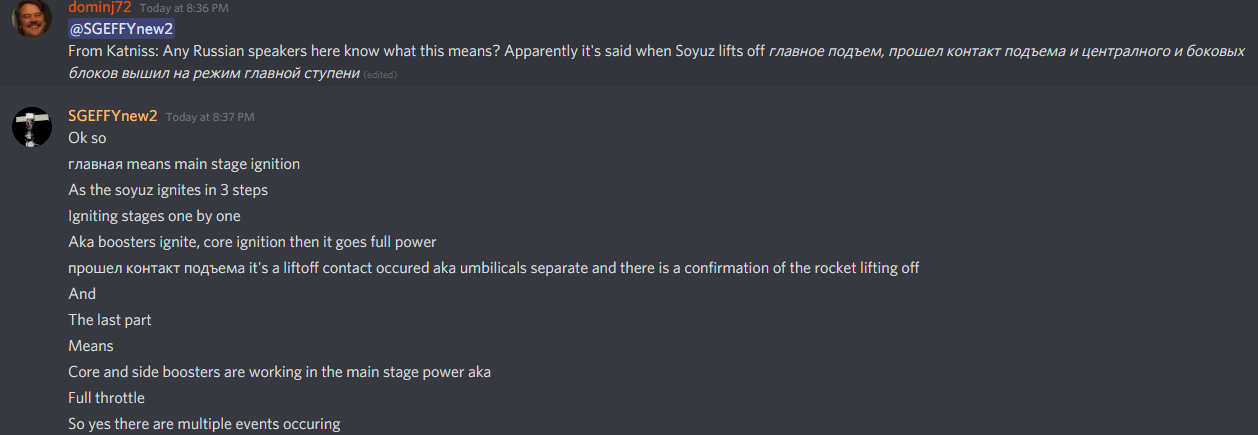 dominj72 Today at 8:36 PM
@SGEFFYnew2
From Katniss: Any Russian speakers here know what this means? Apparently it's said when Soyuz lifts off главное подъем, прошел контакт подъема и централного и боковых
блоков вышил на режим главной ступени (edited)
SGEFFYnew2 Today at 8:37 PM
Ok so
главная means main stage ignition
As the soyuz ignites in 3 steps
Igniting stages one by one
Aka boosters ignite, core ignition then it goes full power
прошел контакт подъема it's a liftoff contact occured aka umbilicals separate and there is a confirmation of the rocket lifting off
And
The last part
Means
Core and side boosters are working in the main stage power aka
Full throttle
So yes there are multiple events occuring